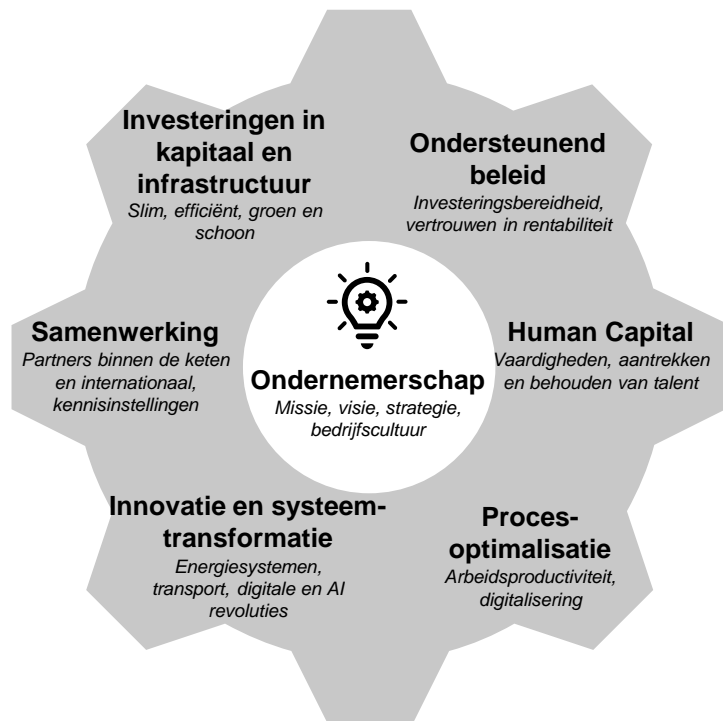 Investeringen in
kapitaal en
infrastructuur
Slim, efficiënt, groen en
schoon
Ondersteunend
beleid
Investeringsbereidheid,
vertrouwen in rentabiliteit
Samenwerking
Partners binnen de keten
en internationaal,
kennisinstellingen
Ondernemerschap
Missie, visie, strategie,
bedrijfscultuur
Human Capital
Vaardigheden, aantrekken
en behouden van talent
Innovatie en systeem-
transformatie
Energiesystemen,
transport, digitale en AI
revoluties
Proces-
optimalisatie
Arbeidsproductiviteit,
digitalisering